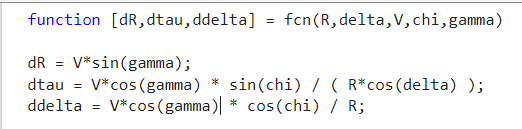 function [dR,dtau,ddelta] = fcn(R,delta,V,chi,gamma)
dR = V*sin(gamma);
dtau = V*cos(gamma) * sin(chi) / ( R*cos(delta) );
ddelta = V*cos(gamma) * cos(chi) / R;